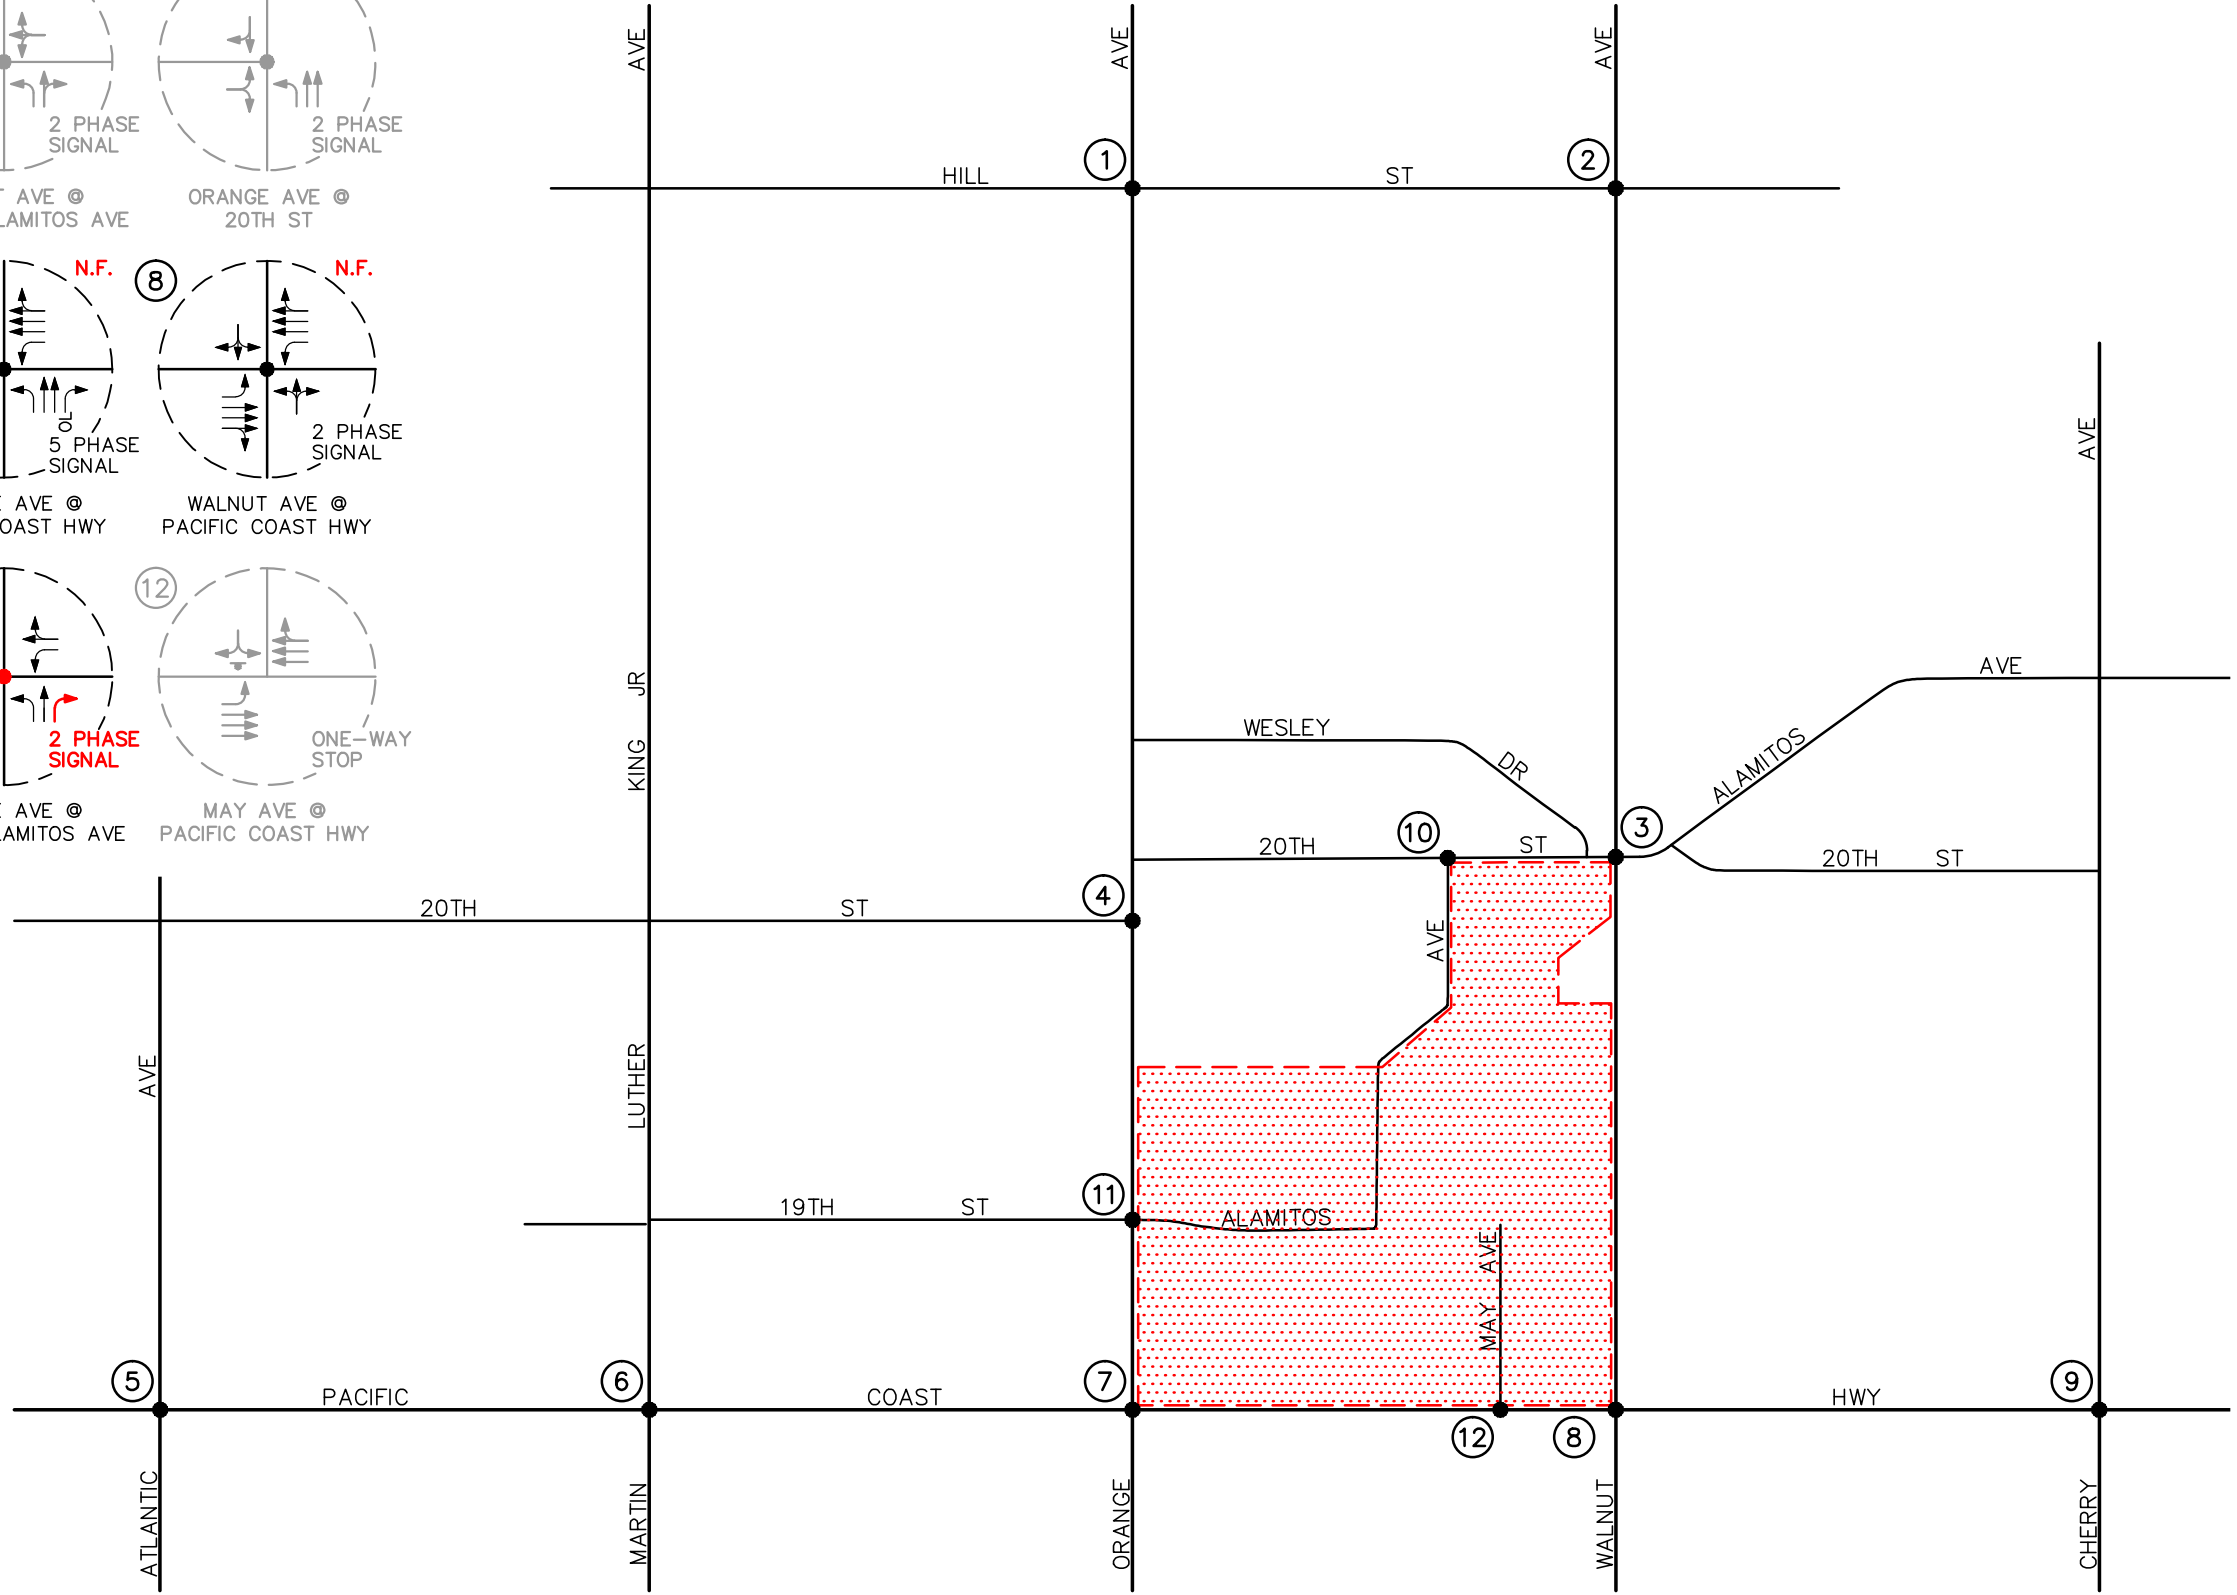 2 PHASE
SIGNAL
2 PHASE
SIGNAL
AVE @
LAMITOS AVE
ORANGE AVE @
20TH ST
N.F.
8
N.F.
OL
5 PHASE
SIGNAL
2 PHASE
SIGNAL
AVE @
OAST HWY
WALNUT AVE @
PACIFIC COAST HWY
12
2 PHASE
SIGNAL
ONE-WAY
STOP
AVE @
LAMITOS AVE
MAY AVE @
PACIFIC COAST HWY
AVE
AVE
AVE
1
2
HILL ST
AVE
JR
KING
LUTHER
MARTIN
AVE
WESLEY DR
ALAMITOS AVE
10
3
20TH ST
20TH ST
4
20TH ST
AVE
AVE
11
19TH ST
ALAMITOS
MAY AVE
5
6
7
9
PACIFIC COAST HWY
12
8
ATLANTIC
ORANGE
WALNUT
CHERRY